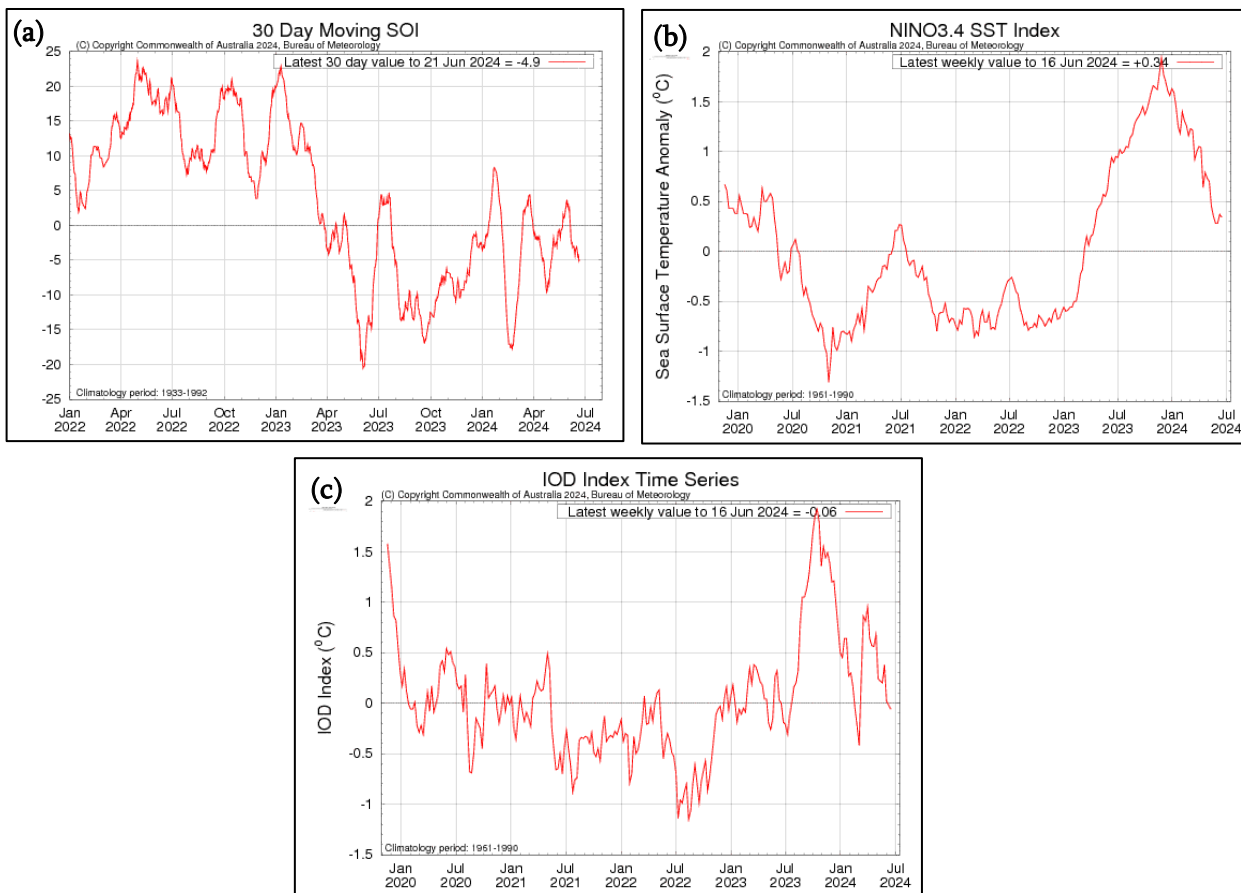 (a)
30 Day Moving SOI
(C) Copyright Commonwealth of Australia 2024, Bureau of Meteorology
Latest 30 day value to 21 Jun 2024 = -4.9
25
20
15
10
5
0
-5
-10
-15
-20
-25
Climatology period: 1933-1992
Jan Apr Jul Oct Jan Apr Jul Oct Jan Apr Jul
2022 2022 2022 2022 2023 2023 2023 2023 2024 2024 2024
(b)
NINO3.4 SST Index
(C) Copyright Commonwealth of Australia 2024, Bureau of Meteorology
Latest weekly value to 16 Jun 2024 = +0.34
Sea Surface Temperature Anomaly (⁰C)
2
1.5
1
0.5
0
-0.5
-1
-1.5
Climatology period: 1961-1990
Jan Jul Jan Jul Jan Jul Jan Jul Jan Jul
2020 2020 2021 2021 2022 2022 2023 2023 2024 2024
(c)
IOD Index Time Series
(C) Copyright Commonwealth of Australia 2024, Bureau of Meteorology
Latest weekly value to 16 Jun 2024 = -0.06
IOD Index (⁰C)
2
1.5
1
0.5
0
-0.5
-1
-1.5
Climatology period: 1961-1990
Jan Jul Jan Jul Jan Jul Jan Jul Jan Jul
2020 2020 2021 2021 2022 2022 2023 2023 2024 2024